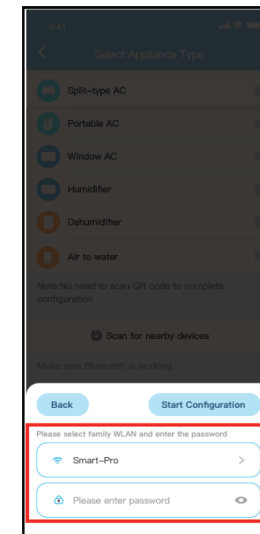 9:41
Select Appliance Type
Split-type AC
Portable AC
Window AC
Humidifier
Dehumidifier
Air to water
Note:No need to scan QR code to complete
configuration
Scan for nearby devices
Make sure Bluetooth is working.
Back
Start Configuration
Please select family WLAN and enter the password
Smart-Pro
Please enter password